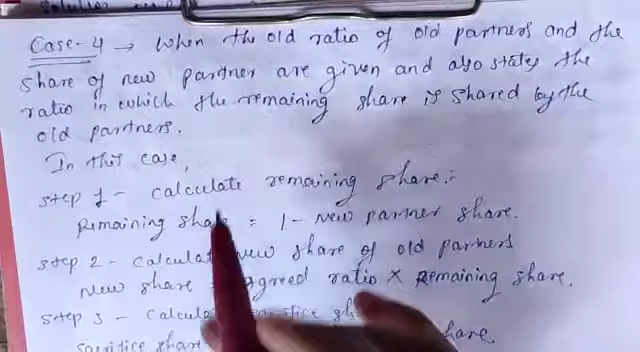 Case-4 → When the old ratio of old partners and the
share of new partner are given and also states the
ratio in which the remaining share is shared by the
old partners.
In this case,
step 1 - calculate remaining share :-
Remaining share = 1 - New partner share.
step 2 - calculate new share of old partners
New share agreed ratio × Remaining share.
step 3 -
share